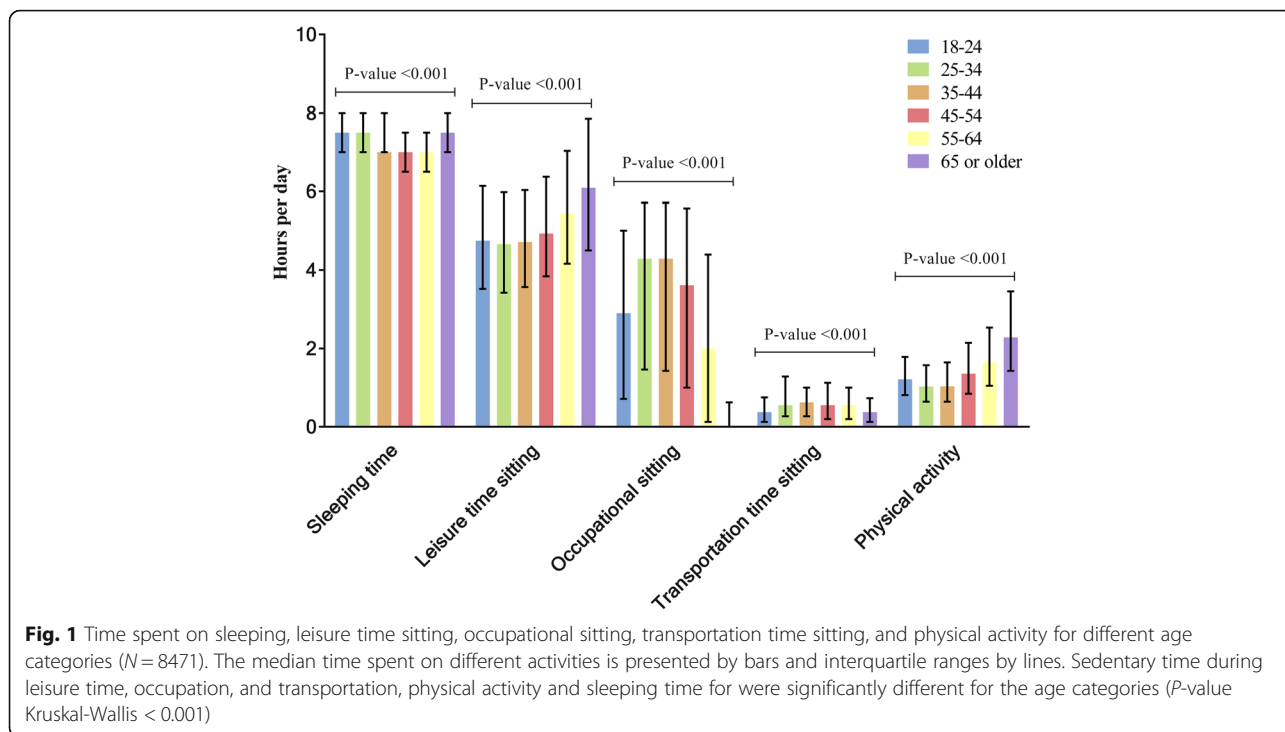 10
8
6
4
2
0
Hours per day
P-value <0.001
P-value <0.001
P-value <0.001
P-value <0.001
P-value <0.001
18-24
25-34
35-44
45-54
55-64
65 or older
Sleeping time
Leisure time sitting
Occupational sitting
Transportation time sitting
Physical activity
Fig. 1 Time spent on sleeping, leisure time sitting, occupational sitting, transportation time sitting, and physical activity for different age
categories (N = 8471). The median time spent on different activities is presented by bars and interquartile ranges by lines. Sedentary time during
leisure time, occupation, and transportation, physical activity and sleeping time for were significantly different for the age categories (P-value
Kruskal-Wallis < 0.001)